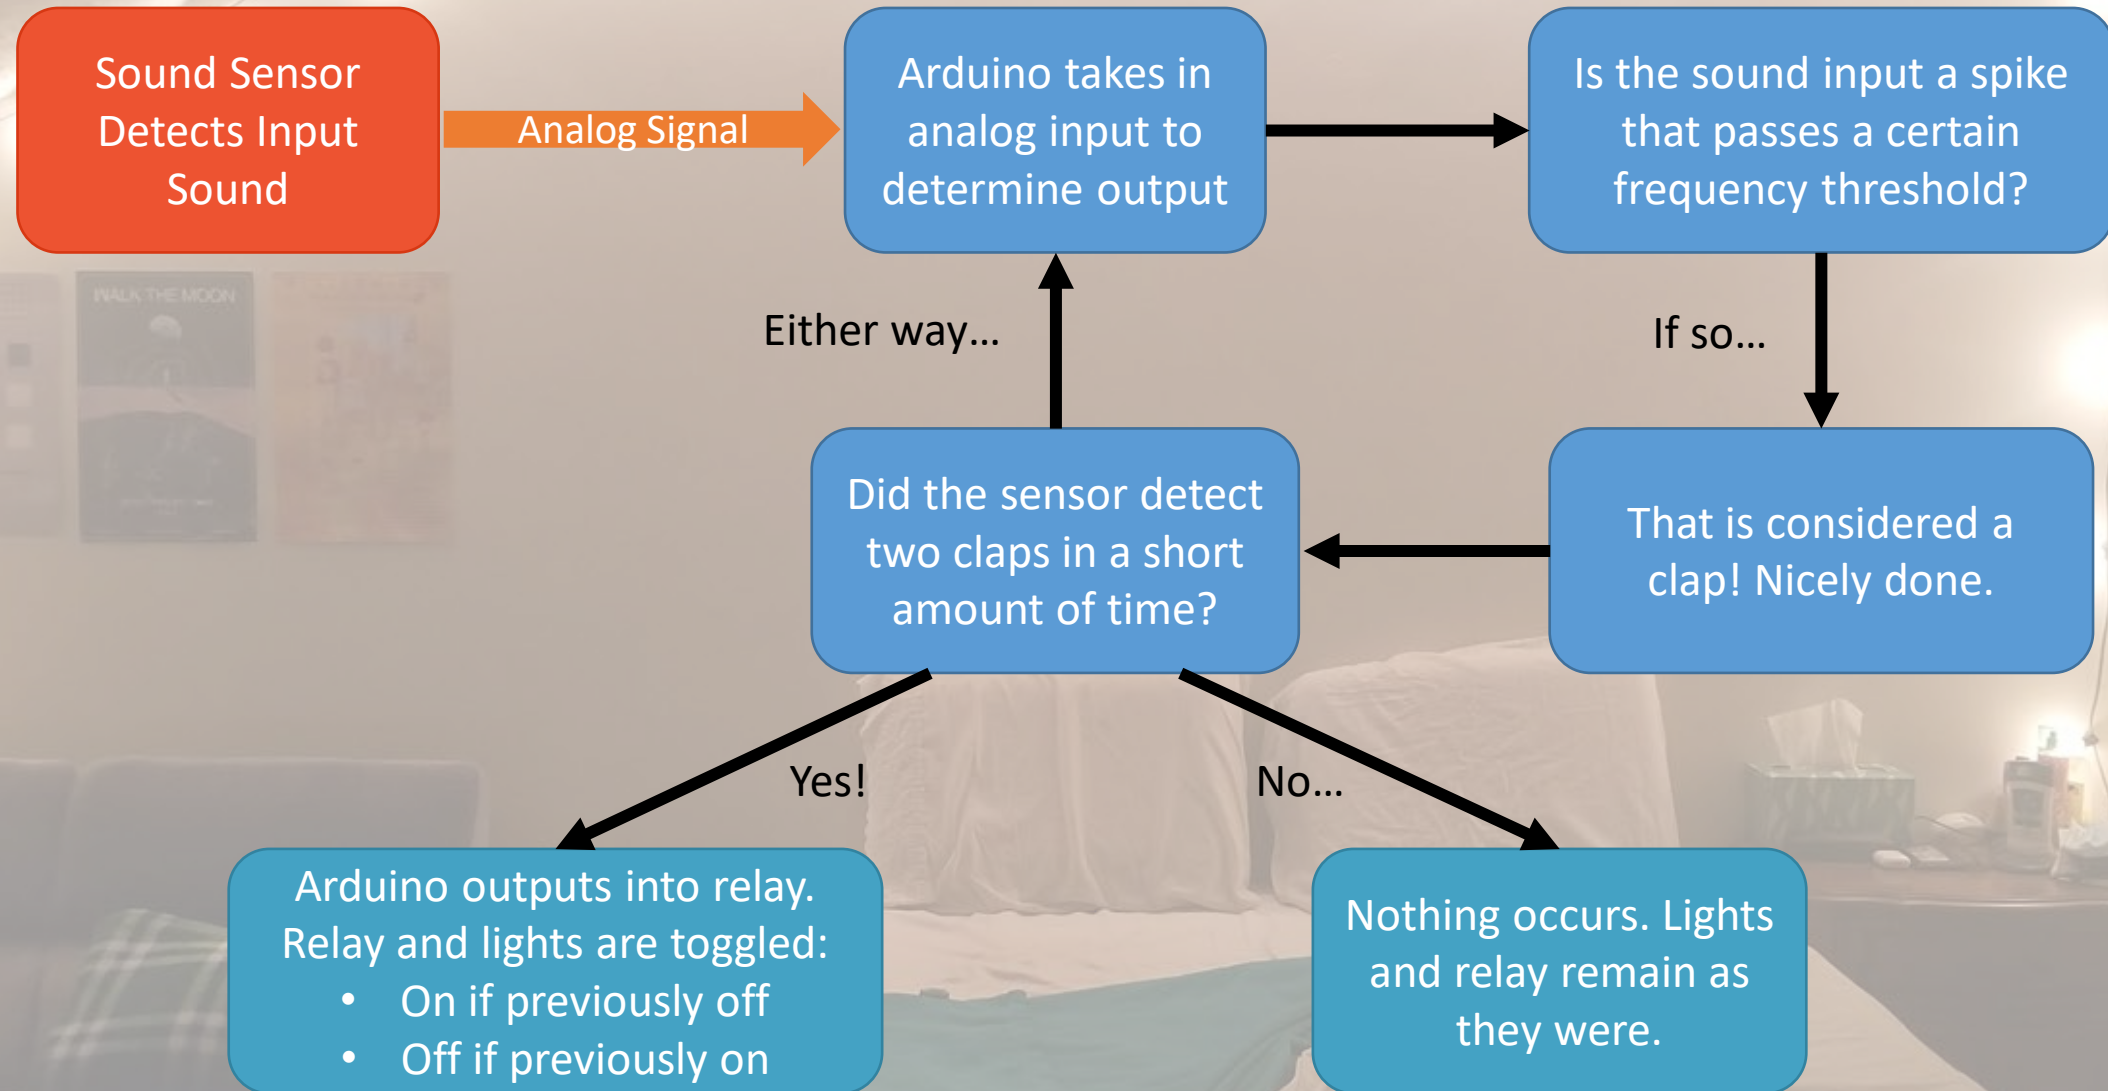 Sound Sensor
Detects Input
Sound
Analog Signal
Arduino takes in
analog input to
determine output
Is the sound input a spike
that passes a certain
frequency threshold?
If so...
That is considered a
clap! Nicely done.
Did the sensor detect
two claps in a short
amount of time?
Either way...
Yes!
Arduino outputs into relay.
Relay and lights are toggled:
• On if previously off
• Off if previously on
No...
Nothing occurs. Lights
and relay remain as
they were.
WALK THE MOON